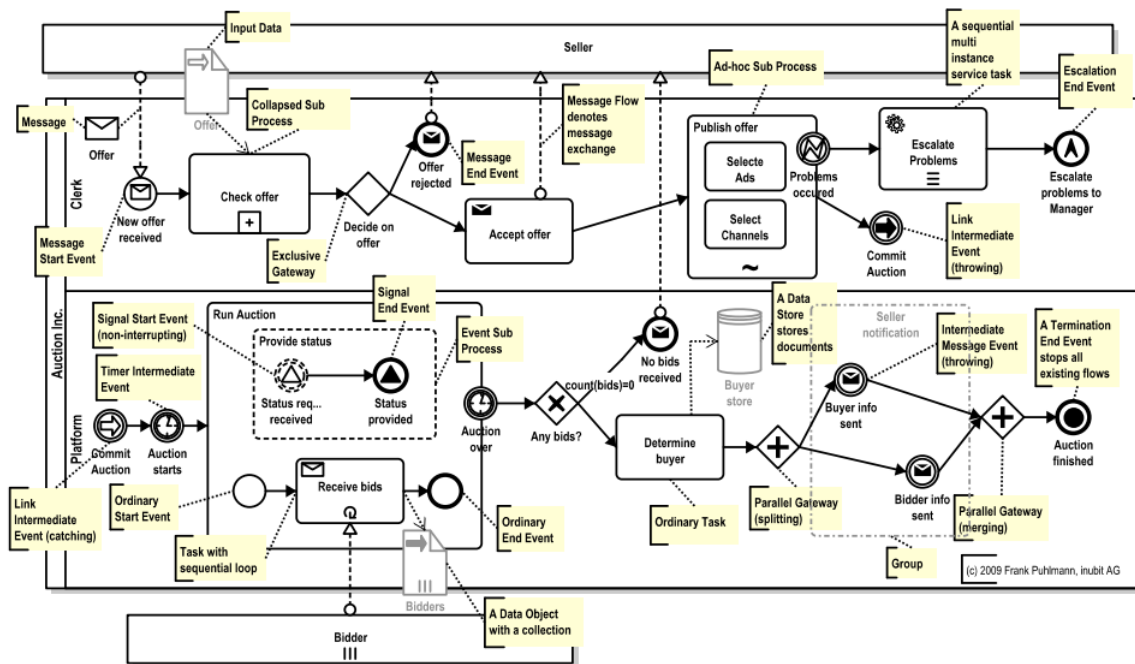 Input Data
Seller
A sequential
multi
instance
service task
Ad-hoc Sub Process
Escalation
End Event
Message
Offer
Offer
Collapsed Sub
Process
Message Flow
denotes
message
exchange
Publish offer
Clerk
New offer
received
Check offer
Decide on
offer
Offer
rejected
Message
End Event
Accept offer
Selecte
Ads
Select
Channels
~
Problems
occured
Escalate
Problems
Escalate
problems to
Manager
Message
Start Event
Exclusive
Gateway
Commit
Auction
Link
Intermediate
Event
(throwing)
Auction Inc.
Platform
Signal Start Event
(non-interrupting)
Run Auction
Signal
End Event
Provide status
Event Sub
Process
Timer Intermediate
Event
Status req...
received
Status
provided
Commit
Auction
Auction
starts
Auction
over
Any bids?
count(bids)=0
No bids
received
Buyer
store
A Data
Store
stores
documents
Seller
notification
Intermediate
Message Event
(throwing)
A Termination
End Event
stops all
existing flows
Determine
buyer
Buyer info
sent
Bidder info
sent
Auction
finished
Link
Intermediate
Event (catching)
Ordinary
Start Event
Receive bids
Ordinary
End Event
Task with
sequential loop
Ordinary Task
Parallel Gateway
(splitting)
Parallel Gateway
(merging)
Group
(c) 2009 Frank Puhlmann, inubit AG
Bidders
A Data Object
with a collection
Bidder